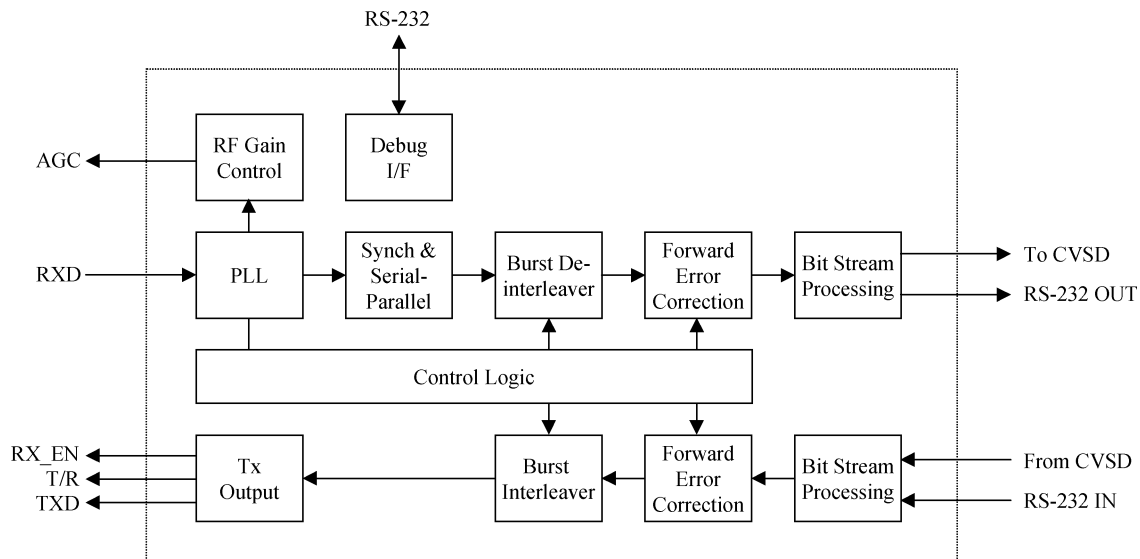 RS-232
AGC
RF Gain
Control
Debug
I/F
RXD
PLL
Synch &
Serial-
Parallel
Burst De-
interleaver
Forward
Error
Correction
Bit Stream
Processing
To CVSD
RS-232 OUT
Control Logic
RX_EN
T/R
TXD
Tx
Output
Burst
Interleaver
Forward
Error
Correction
Bit Stream
Processing
From CVSD
RS-232 IN